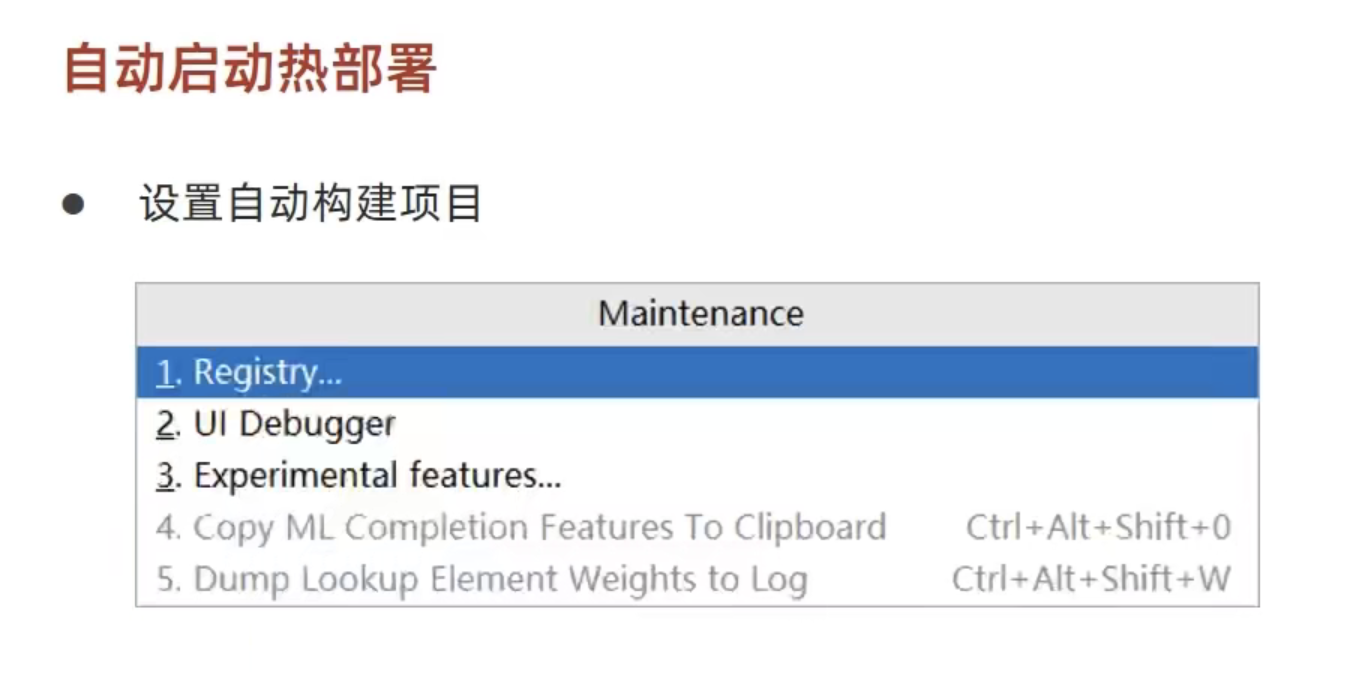 自动启动热部署
● 设置自动构建项目
Maintenance
1. Registry...
2. UI Debugger
3. Experimental features...
4. Copy ML Completion Features To Clipboard Ctrl+Alt+Shift+0
5. Dump Lookup Element Weights to Log Ctrl+Alt+Shift+W